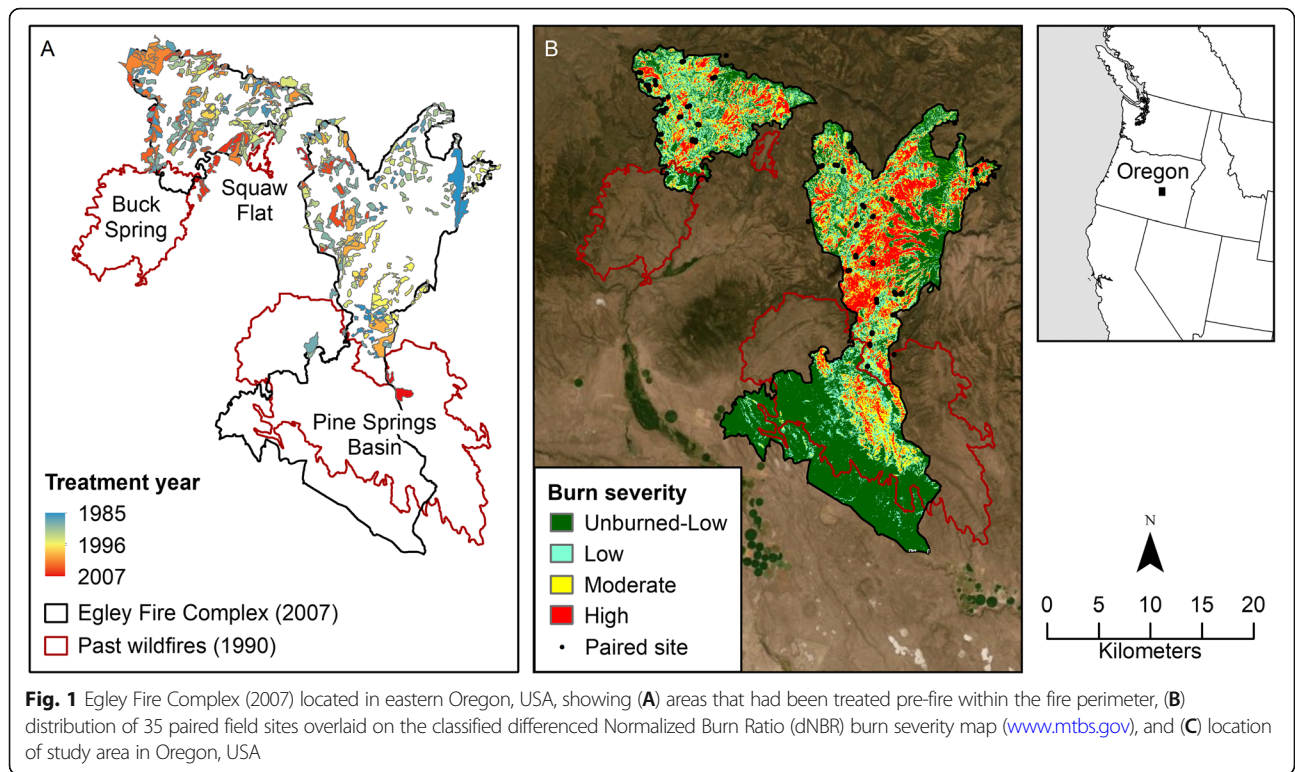 A
Buck
Spring
Squaw
Flat
Pine Springs
Basin
Treatment year
1985
1996
2007
Egley Fire Complex (2007)
Past wildfires (1990)
B
Burn severity
Unburned-Low
Low
Moderate
High
Paired site
Oregon
N
0 5 10 15 20
Kilometers
Fig. 1 Egley Fire Complex (2007) located in eastern Oregon, USA, showing (A) areas that had been treated pre-fire within the fire perimeter, (B)
distribution of 35 paired field sites overlaid on the classified differenced Normalized Burn Ratio (dNBR) burn severity map (www.mtbs.gov), and (C) location
of study area in Oregon, USA